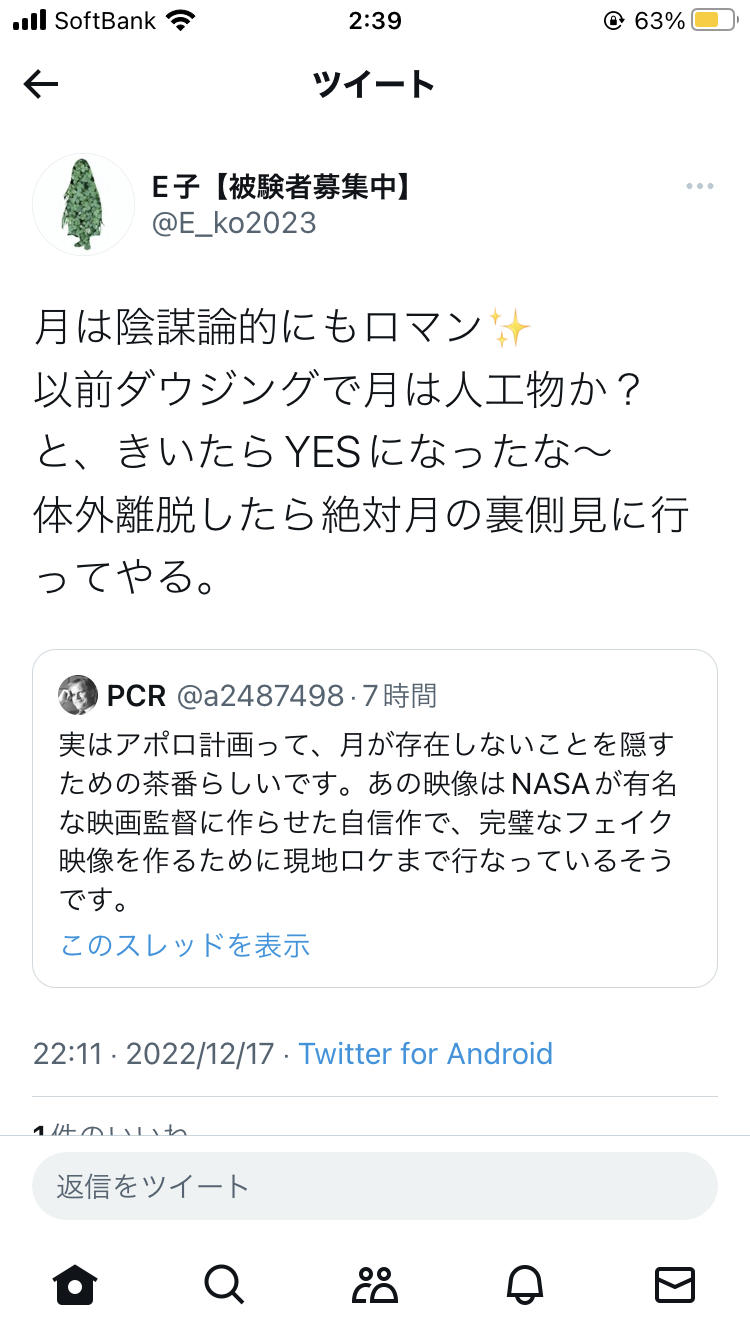 SoftBank 2:39 63%
ツイート
E子【被験者募集中】
@E_ko2023
月は陰謀論的にもロマン✨
以前ダウジングで月は人工物か？
と、きいたらYESになったな〜
体外離脱したら絶対月の裏側見に行
ってやる。
PCR @a2487498・7時間
実はアポロ計画って、月が存在しないことを隠す
ための茶番らしいです。あの映像はNASAが有名
な映画監督に作らせた自信作で、完璧なフェイク
映像を作るために現地ロケまで行なっているそう
です。
このスレッドを表示
22:11・2022/12/17・Twitter for Android
1件のいいね
返信をツイート